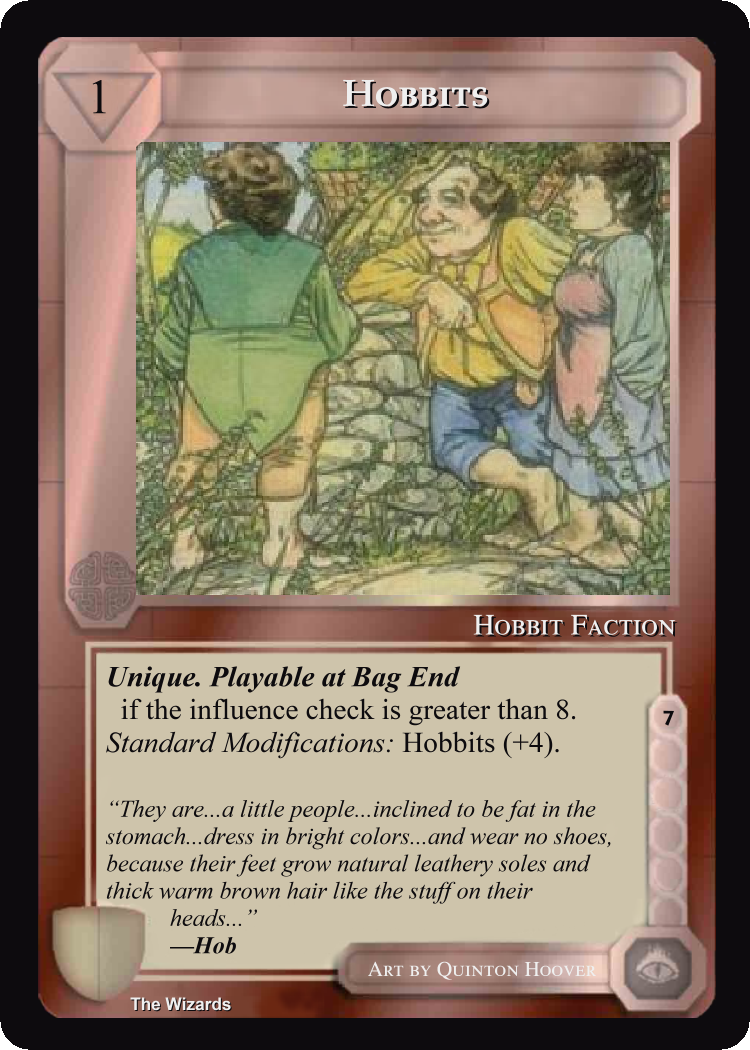 1
Hobbits
Hobbit Faction
Unique. Playable at Bag End
if the influence check is greater than 8.
Standard Modifications: Hobbits (+4).
7
“They are...a little people...inclined to be fat in the
stomach...dress in bright colors...and wear no shoes,
because their feet grow natural leathery soles and
thick warm brown hair like the stuff on their
heads...”
—Hob
Art by Quinton Hoover
The Wizards